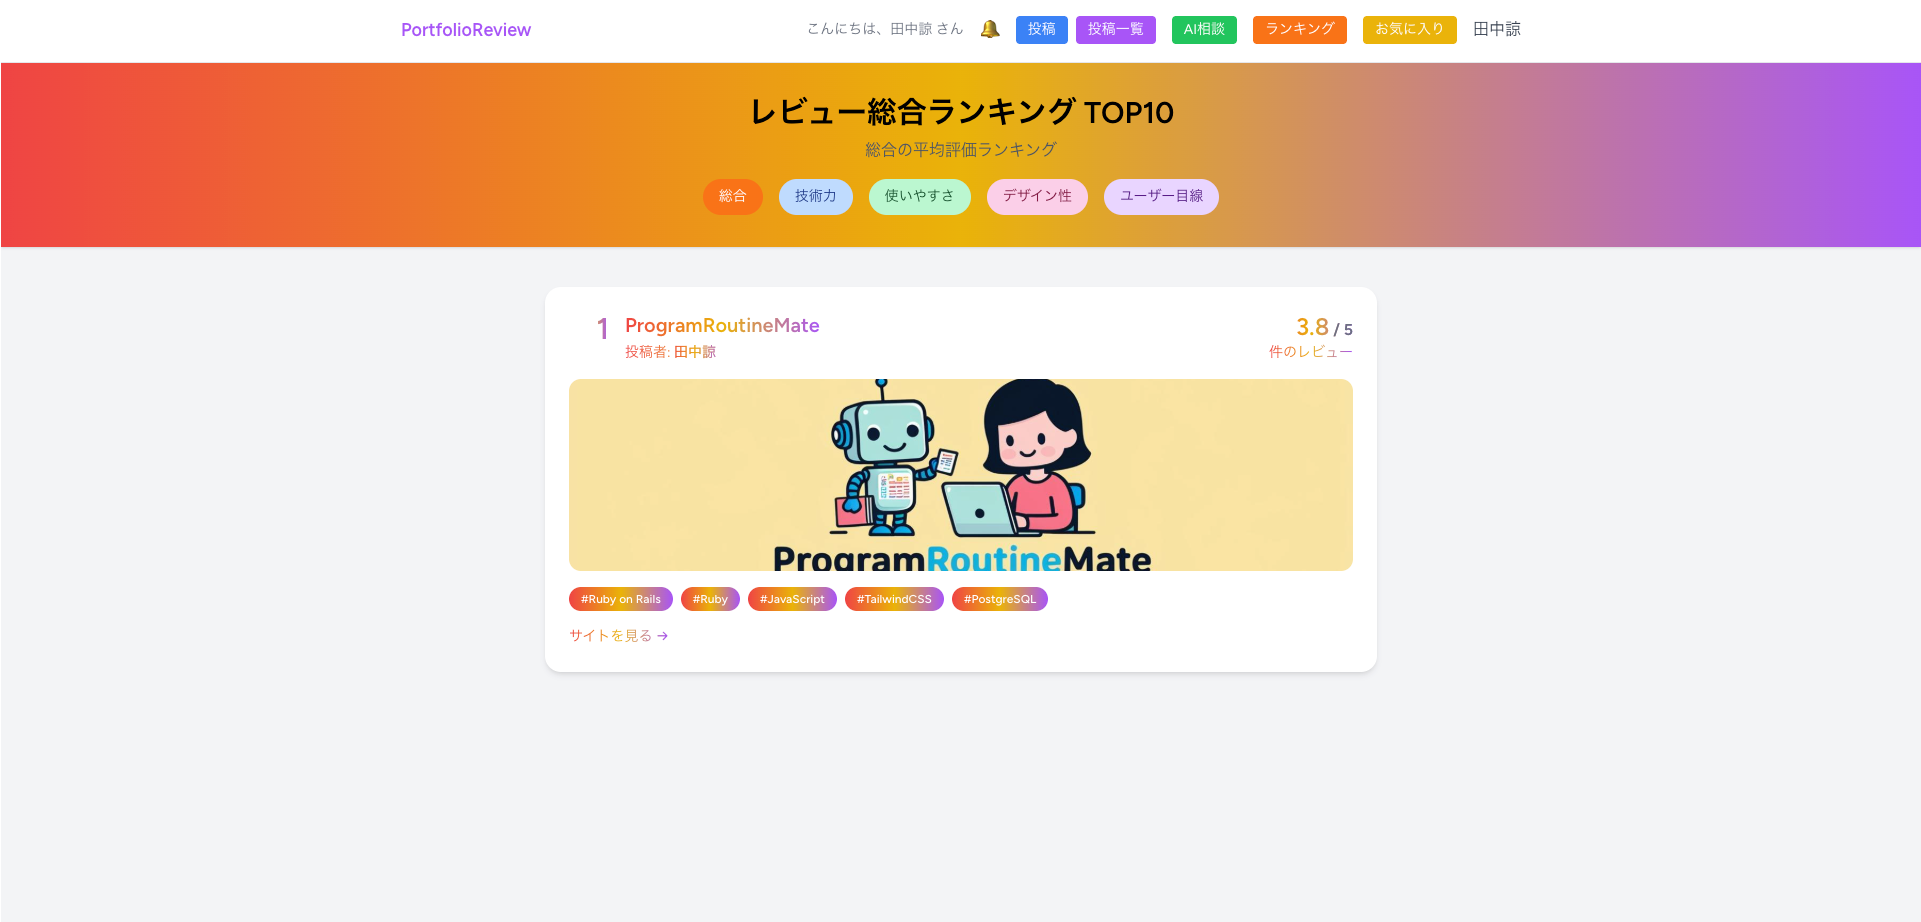 PortfolioReview
こんにちは、田中諒 さん
投稿
投稿一覧
AI相談
ランキング
お気に入り
田中諒
レビュー総合ランキング TOP10
総合の平均評価ランキング
総合
技術力
使いやすさ
デザイン性
ユーザー目線
1
ProgramRoutineMate
投稿者: 田中諒
3.8 / 5
件のレビュー
ProgramRoutineMate
#Ruby on Rails
#Ruby
#JavaScript
#TailwindCSS
#PostgreSQL
サイトを見る →